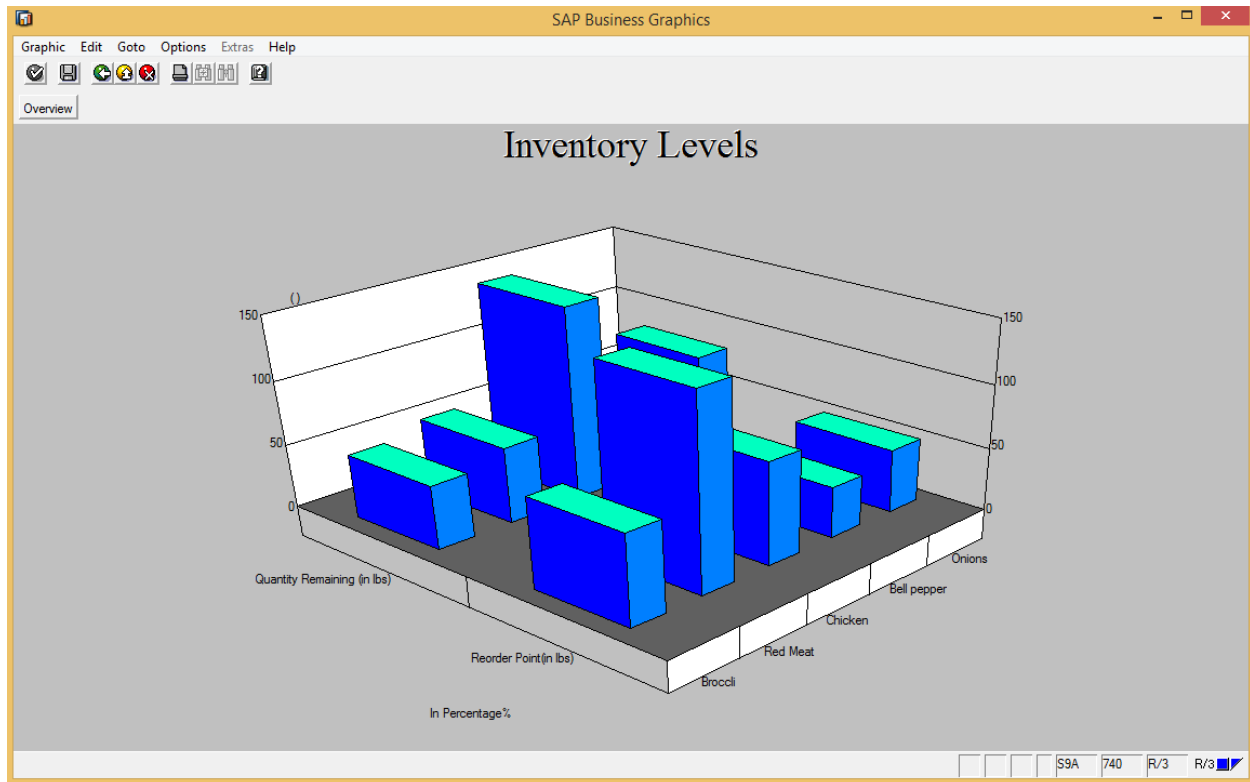 SAP Business Graphics
Graphic Edit Goto Options Extras Help
Overview
Inventory Levels
()
150
100
50
0
150
100
50
0
Quantity Remaining (in lbs)
Reorder Point(in lbs)
In Percentage%
Onions
Bell pepper
Chicken
Red Meat
Broccli
S9A 740 R/3 R/3